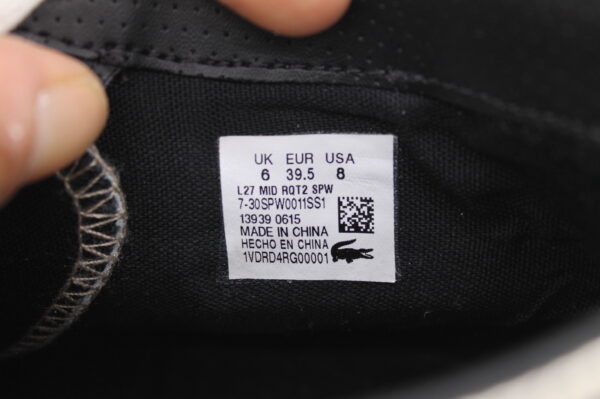 UK EUR USA
6 39.5 8
L27 MID RQT2 SPW
7-30SPW0011SS1
13939 0615
MADE IN CHINA
HECHO EN CHINA
1VDRD4RG00001